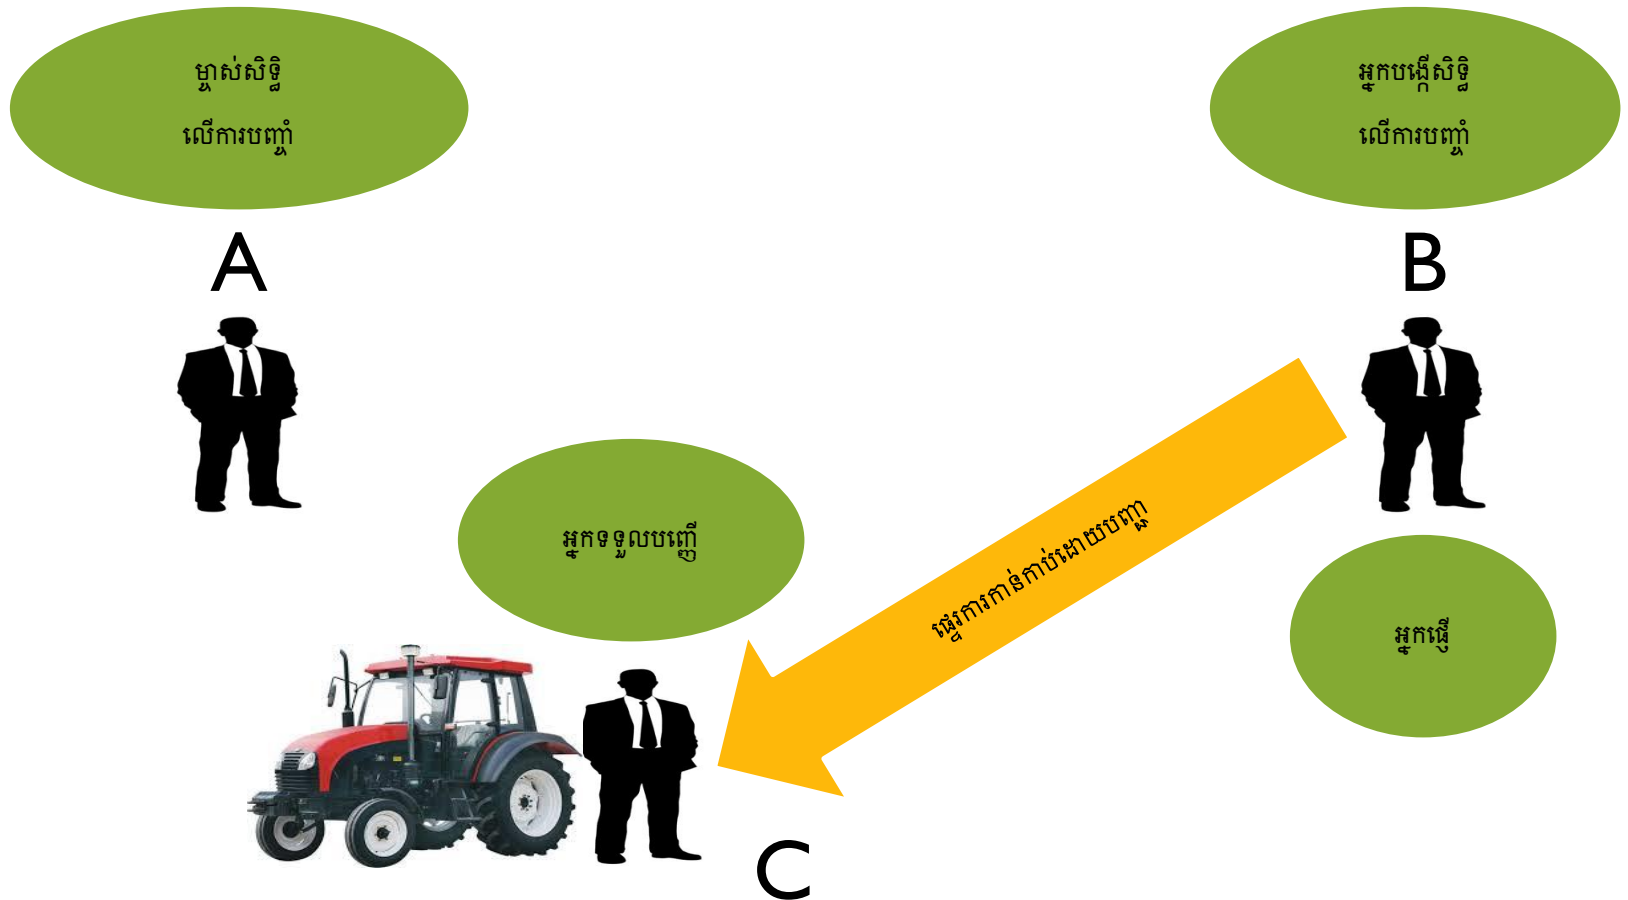 ម្ចាស់សិទ្ធិ
លើការបញ្ចាំ
អ្នកបង្កើសិទ្ធិ
លើការបញ្ចាំ
A
B
អ្នកទទួលបញ្ញើ
ផ្ទេរការកាន់កាប់ដោយបញ្ជា
អ្នកផ្ញើ
C